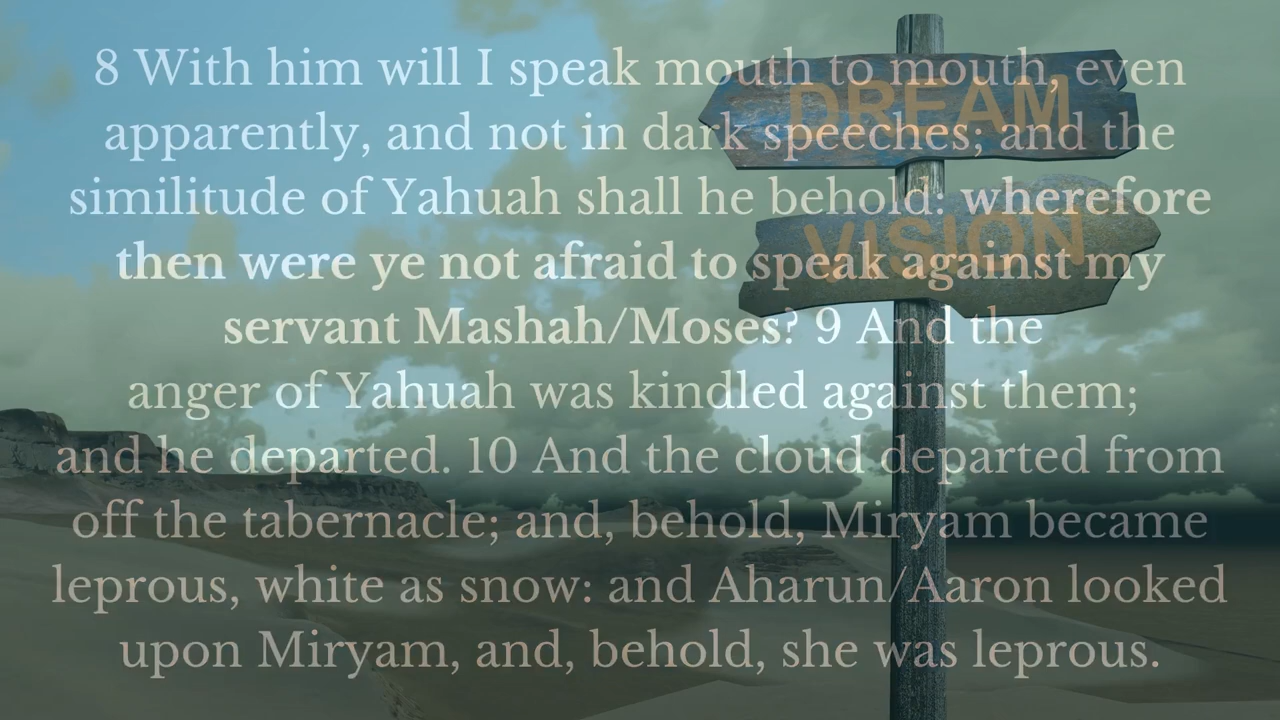 8 With him will I speak mouth to mouth, even
apparently, and not in dark speeches; and the
similitude of Yahuah shall he behold: wherefore
then were ye not afraid to speak against my
servant Mashah/Moses? 9 And the
anger of Yahuah was kindled against them;
and he departed. 10 And the cloud departed from
off the tabernacle; and, behold, Miryam became
leprous, white as snow: and Aharun/Aaron looked
upon Miryam, and, behold, she was leprous.
DREAM
VISION